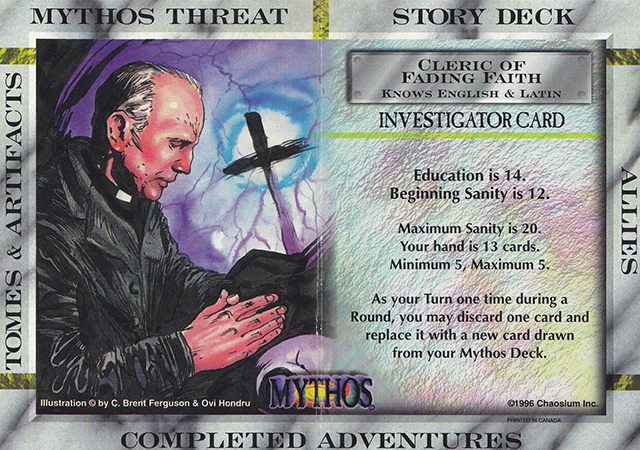 MYTHOS THREAT
STORY DECK
TOMES & ARTIFACTS
ALLIES
CLERIC OF
FADING FAITH
KNOWS ENGLISH & LATIN
INVESTIGATOR CARD
Education is 14.
Beginning Sanity is 12.
Maximum Sanity is 20.
Your hand is 13 cards.
Minimum 5, Maximum 5.
As your Turn one time during a
Round, you may discard one card and
replace it with a new card drawn
from your Mythos Deck.
Illustration © by C. Brent Ferguson & Ovi Hondru
MYTHOS
©1996 Chaosium Inc.
PRINTED IN CANADA
COMPLETED ADVENTURES